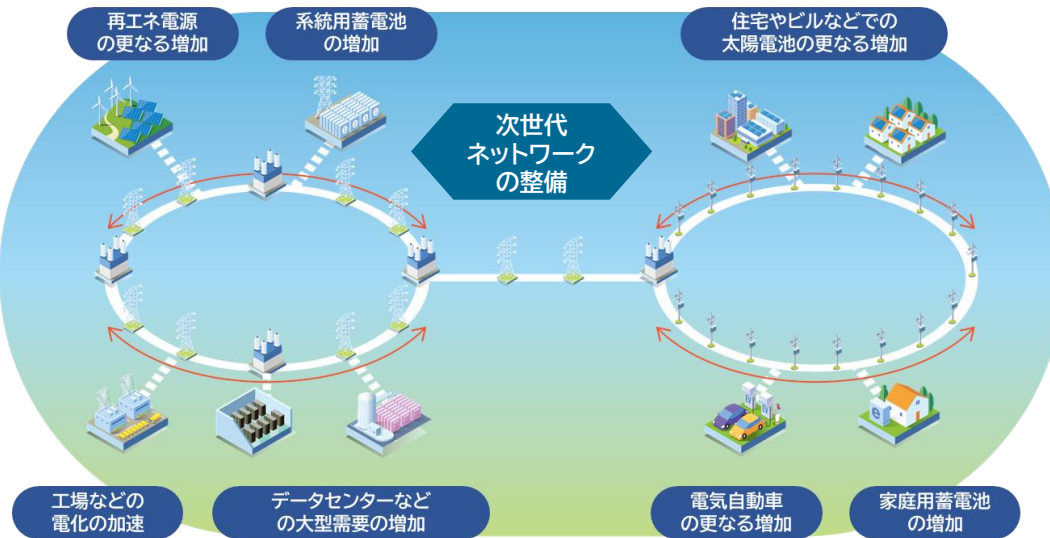 再エネ電源
の更なる増加
系統用蓄電池
の増加
住宅やビルなどでの
太陽電池の更なる増加
次世代
ネットワーク
の整備
EV
EV
e
工場などの
電化の加速
データセンターなど
の大型需要の増加
電気自動車
の更なる増加
家庭用蓄電池
の増加